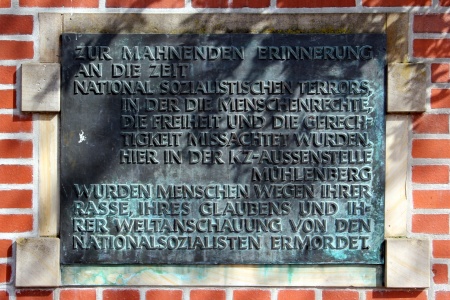 ZUR MAHNENDEN ERINNERUNG
AN DIE ZEIT
NATIONAL SOZIALISTISCHEN TERRORS,
IN DER DIE MENSCHENRECHTE,
DIE FREIHEIT UND DIE GERECH-
TIGKEIT MISSACHTET WURDEN.
HIER IN DER KZ-AUSSENSTELLE
MÜHLENBERG
WURDEN MENSCHEN WEGEN IHRER
RASSE, IHRES GLAUBENS UND IH-
RER WELTANSCHAUUNG VON DEN
NATIONALSOZIALISTEN ERMORDET.